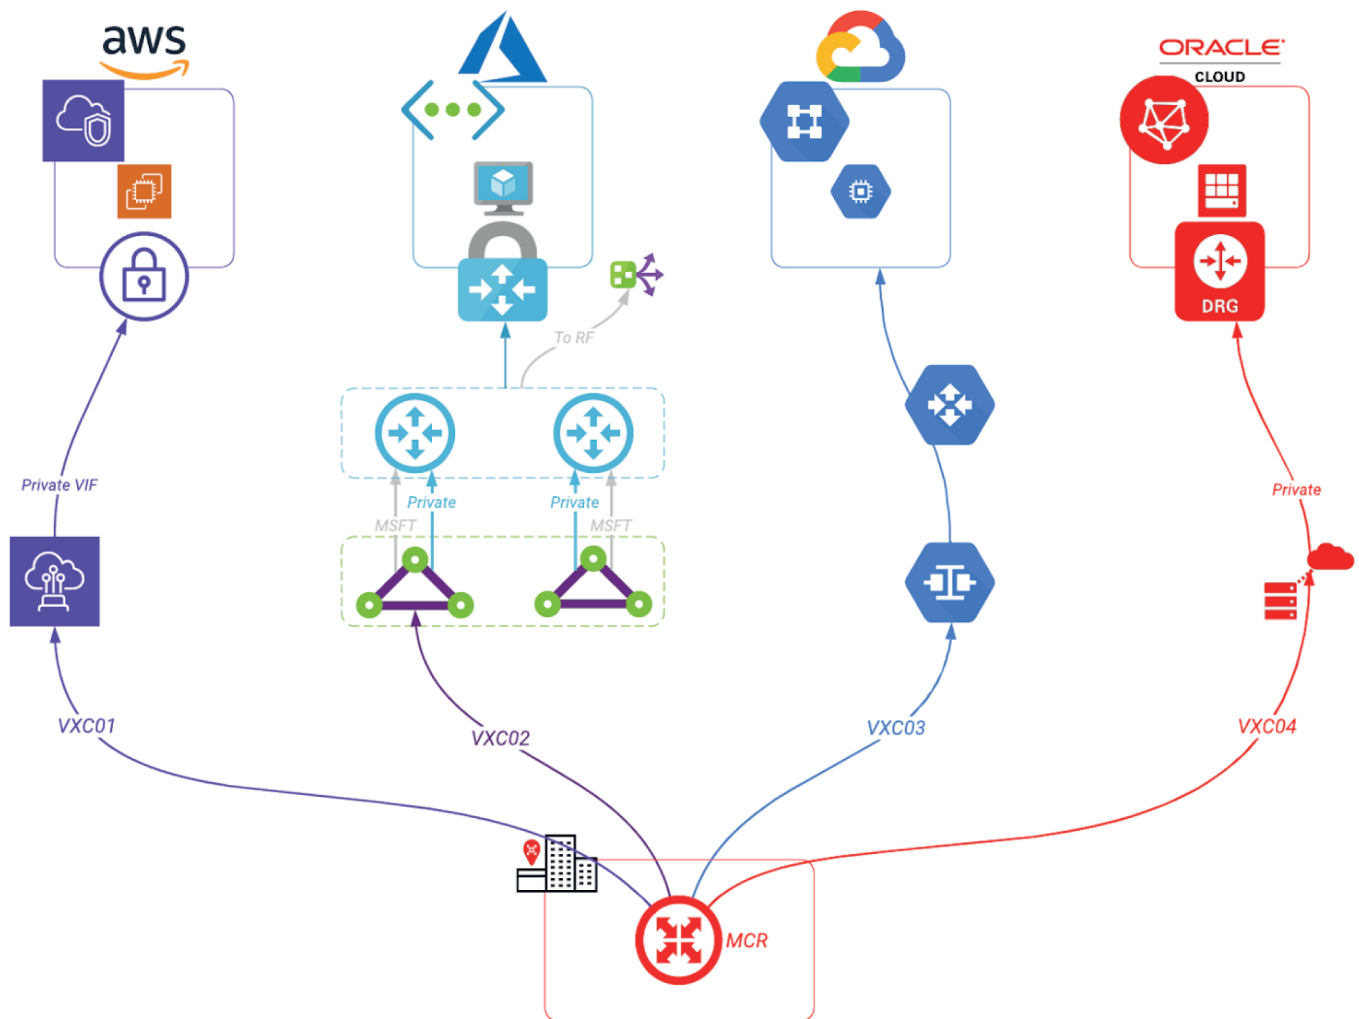 aws
ORACLE
CLOUD
DRG
To RF
Private VIF
Private
Private
MSFT
MSFT
Private
VXC01
VXC02
VXC03
VXC04
MCR